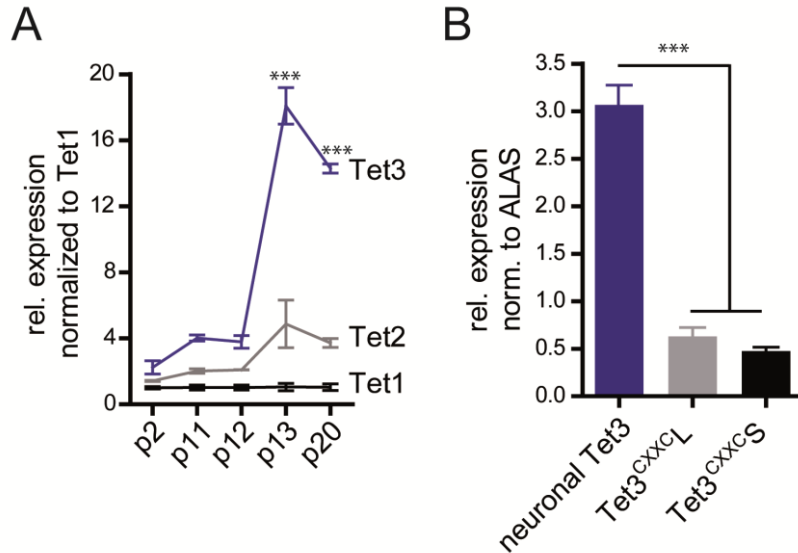 A
rel. expression
normalized to Tet1
20
16
12
8
4
0
***
***
Tet3
Tet2
Tet1
p2
p11
p12
p13
p20
B
rel. expression
norm. to ALAS
3.5
3.0
2.5
2.0
1.5
1.0
0.5
0.0
***
neuronal Tet3
Tet3CXXCL
Tet3CXXCS